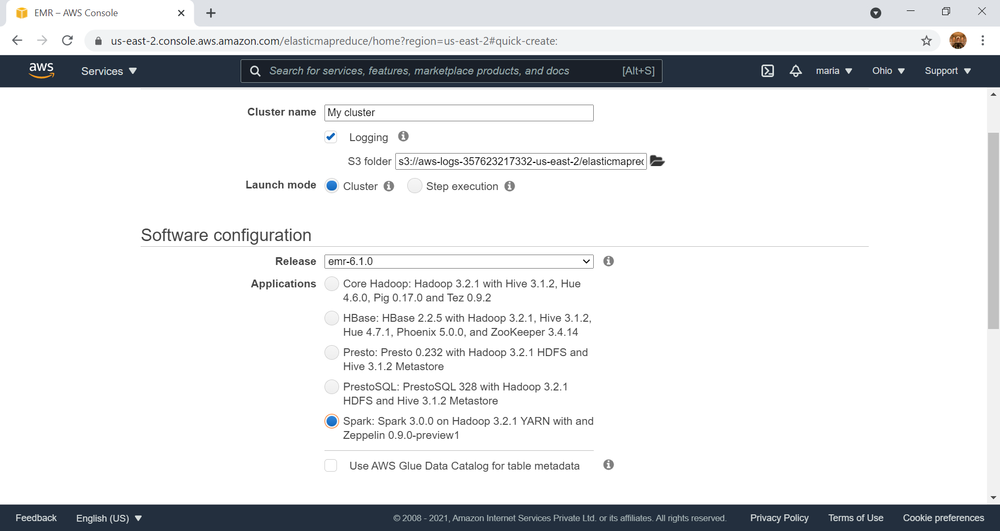 EMR – AWS Console
us-east-2.console.aws.amazon.com/elasticmapreduce/home?region=us-east-2#quick-create:
aws
Services
Search for services, features, marketplace products, and docs [Alt+S]
maria
Ohio
Support
Cluster name My cluster
Logging
S3 folder s3://aws-logs-357623217332-us-east-2/elasticmaprec
Launch mode Cluster Step execution
Software configuration
Release emr-6.1.0
Applications Core Hadoop: Hadoop 3.2.1 with Hive 3.1.2, Hue
4.6.0, Pig 0.17.0 and Tez 0.9.2
HBase: HBase 2.2.5 with Hadoop 3.2.1, Hive 3.1.2,
Hue 4.7.1, Phoenix 5.0.0, and ZooKeeper 3.4.14
Presto: Presto 0.232 with Hadoop 3.2.1 HDFS and
Hive 3.1.2 Metastore
PrestoSQL: PrestoSQL 328 with Hadoop 3.2.1
HDFS and Hive 3.1.2 Metastore
Spark: Spark 3.0.0 on Hadoop 3.2.1 YARN with and
Zeppelin 0.9.0-preview1
Use AWS Glue Data Catalog for table metadata
Feedback English (US) © 2008 - 2021, Amazon Internet Services Private Ltd. or its affiliates. All rights reserved. Privacy Policy Terms of Use Cookie preferences